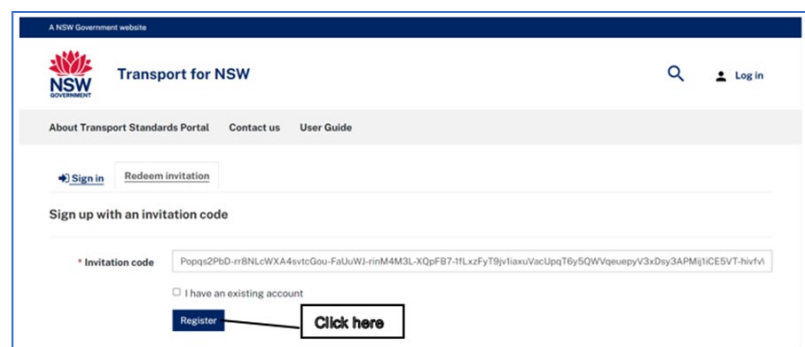 A NSW Government website
NSW
GOVERNMENT
Transport for NSW
Log in
About Transport Standards Portal Contact us User Guide
Sign in Redeem invitation
Sign up with an invitation code
* Invitation code
I have an existing account
Register
Click here